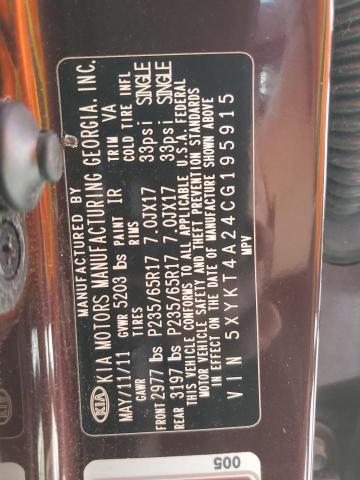 MANUFACTURED BY
KIA KIA MOTORS MANUFACTURING GEORGIA. INC.
MAY/11/11 GVWR 5203 lbs PAINT IR TRIM VA
GAWR TIRES RIMS COLD TIRE INFL
FRONT 2977 lbs P235/65R17 7.0JX17 33psi SINGLE
REAR 3197 lbs P235/65R17 7.0JX17 33psi SINGLE
THIS VEHICLE CONFORMS TO ALL APPLICABLE U.S.A. FEDERAL
MOTOR VEHICLE SAFETY AND THEFT PREVENTION STANDARDS
IN EFFECT ON THE DATE OF MANUFACTURE SHOWN ABOVE
VIN 5XYKT4A24CG195915
MPV
005